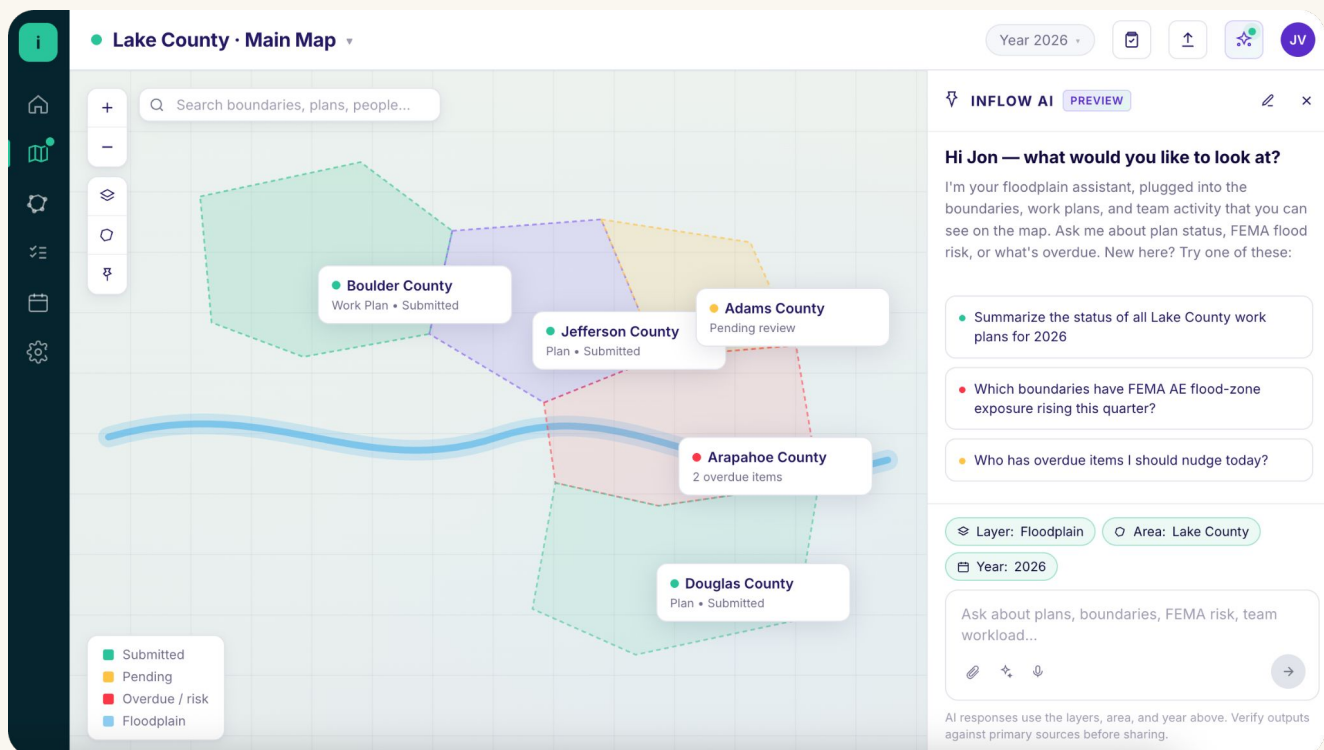 i
Lake County · Main Map
Year 2026
JV
Search boundaries, plans, people...
+
−
Boulder County
Work Plan • Submitted
Jefferson County
Plan • Submitted
Adams County
Pending review
Arapahoe County
2 overdue items
Douglas County
Plan • Submitted
Submitted
Pending
Overdue / risk
Floodplain
INFLOW AI
PREVIEW
Hi Jon — what would you like to look at?
I'm your floodplain assistant, plugged into the
boundaries, work plans, and team activity that you can
see on the map. Ask me about plan status, FEMA flood
risk, or what's overdue. New here? Try one of these:
Summarize the status of all Lake County work
plans for 2026
Which boundaries have FEMA AE flood-zone
exposure rising this quarter?
Who has overdue items I should nudge today?
Layer: Floodplain
Area: Lake County
Year: 2026
Ask about plans, boundaries, FEMA risk, team
workload...
AI responses use the layers, area, and year above. Verify outputs
against primary sources before sharing.